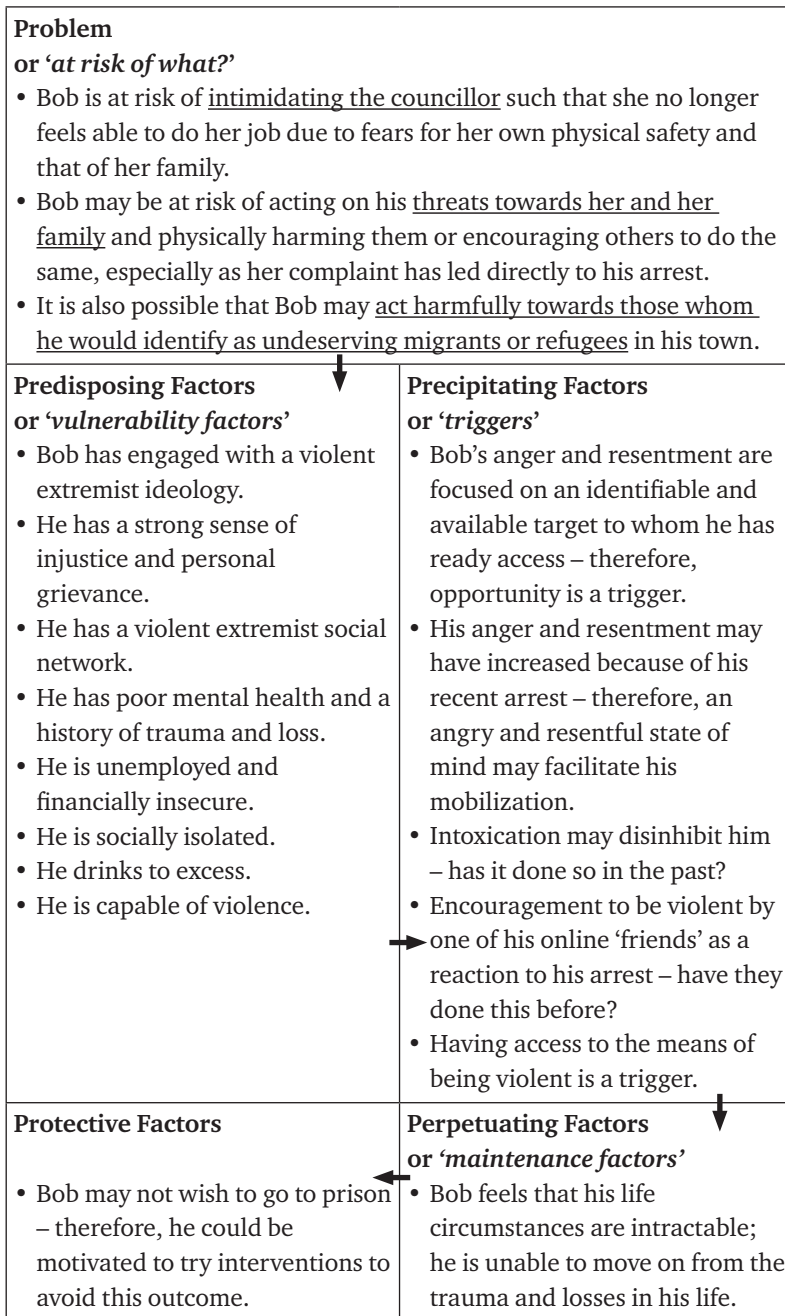 Problem
or ‘at risk of what?’
• Bob is at risk of intimidating the councillor such that she no longer
feels able to do her job due to fears for her own physical safety and
that of her family.
• Bob may be at risk of acting on his threats towards her and her
family and physically harming them or encouraging others to do the
same, especially as her complaint has led directly to his arrest.
• It is also possible that Bob may act harmfully towards those whom
he would identify as undeserving migrants or refugees in his town.
Predisposing Factors
or ‘vulnerability factors’
• Bob has engaged with a violent
extremist ideology.
• He has a strong sense of
injustice and personal
grievance.
• He has a violent extremist social
network.
• He has poor mental health and a
history of trauma and loss.
• He is unemployed and
financially insecure.
• He is socially isolated.
• He drinks to excess.
• He is capable of violence.
Precipitating Factors
or ‘triggers’
• Bob’s anger and resentment are
focused on an identifiable and
available target to whom he has
ready access – therefore,
opportunity is a trigger.
• His anger and resentment may
have increased because of his
recent arrest – therefore, an
angry and resentful state of
mind may facilitate his
mobilization.
• Intoxication may disinhibit him
– has it done so in the past?
• Encouragement to be violent by
one of his online ‘friends’ as a
reaction to his arrest – have they
done this before?
• Having access to the means of
being violent is a trigger.
Protective Factors
• Bob may not wish to go to prison
– therefore, he could be
motivated to try interventions to
avoid this outcome.
Perpetuating Factors
or ‘maintenance factors’
• Bob feels that his life
circumstances are intractable;
he is unable to move on from the
trauma and losses in his life.